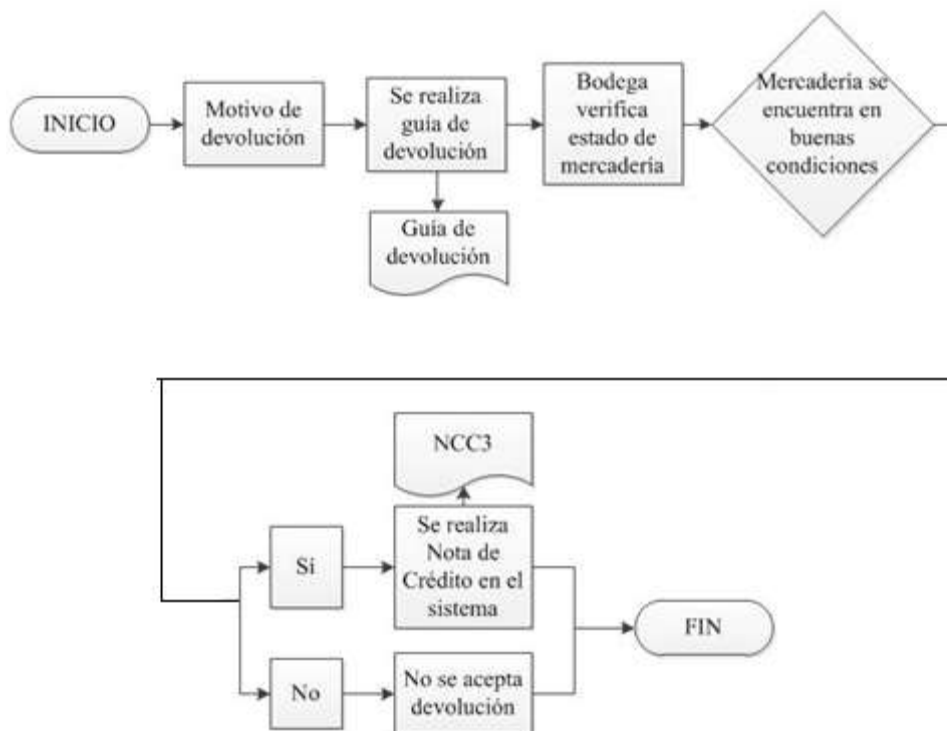 INICIO
Motivo de
devolución
Se realiza
guía de
devolución
Guía de
devolución
Bodega
verifica
estado de
mercadería
Mercadería se
encuentra en
buenas
condiciones
NCC3
Si
Se realiza
Nota de
Crédito en el
sistema
No
No se acepta
devolución
FIN